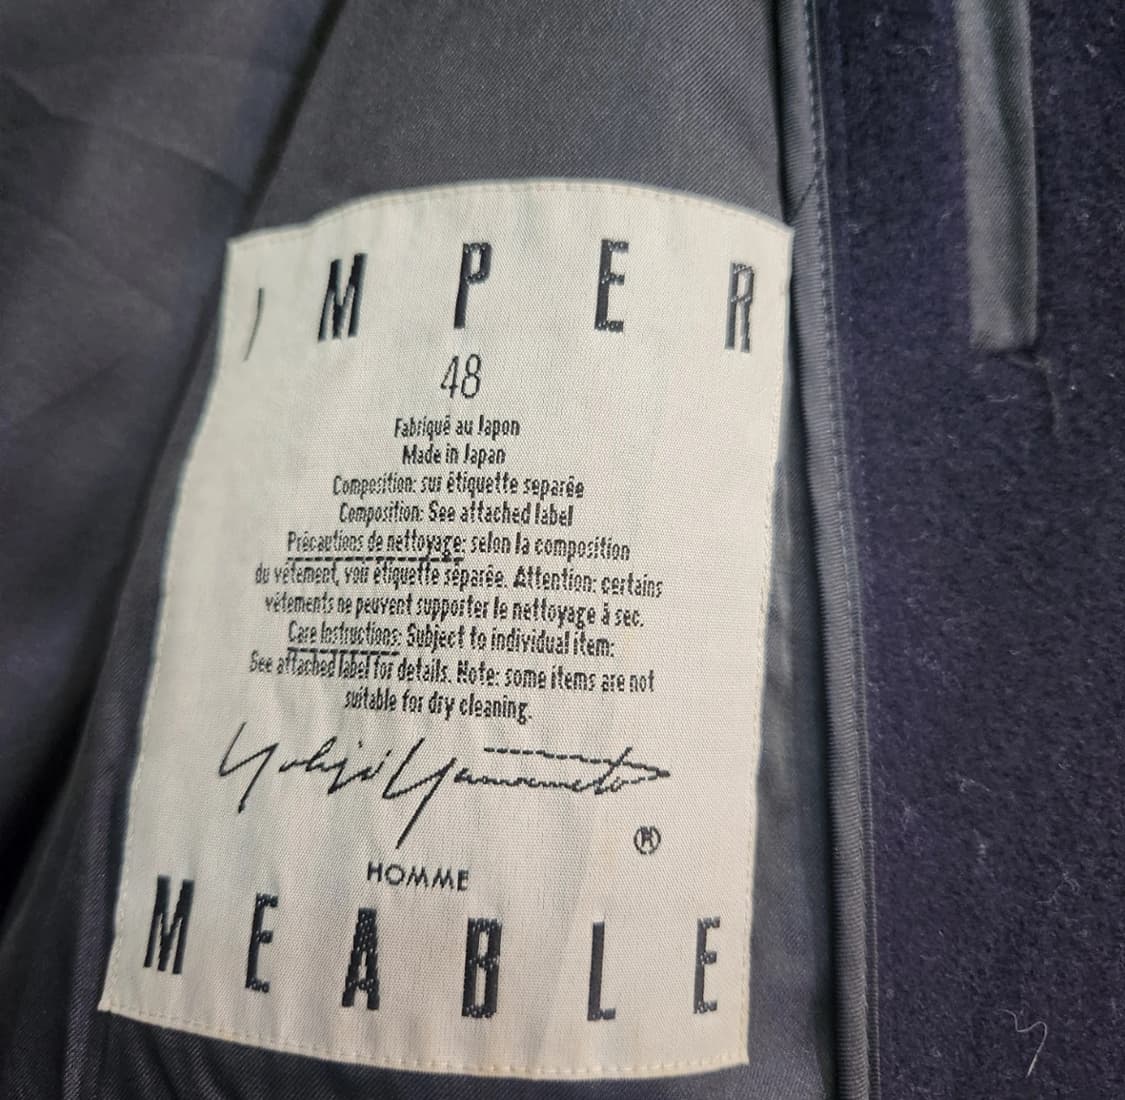 IMPER
48
Fabriqué au Japon
Made in Japan
Composition: sur étiquette separée
Composition: See attached label
Précautions de nettoyage: selon la composition
du vétement, voir étiquette séparée. Attention: certains
vétements ne peuvent supporter le nettoyage à sec.
Care Instructions: Subject to individual item:
See attached label for details. Note: some items are not
suitable for dry cleaning.
Yohji Yamamoto
®
HOMME
MEABLE